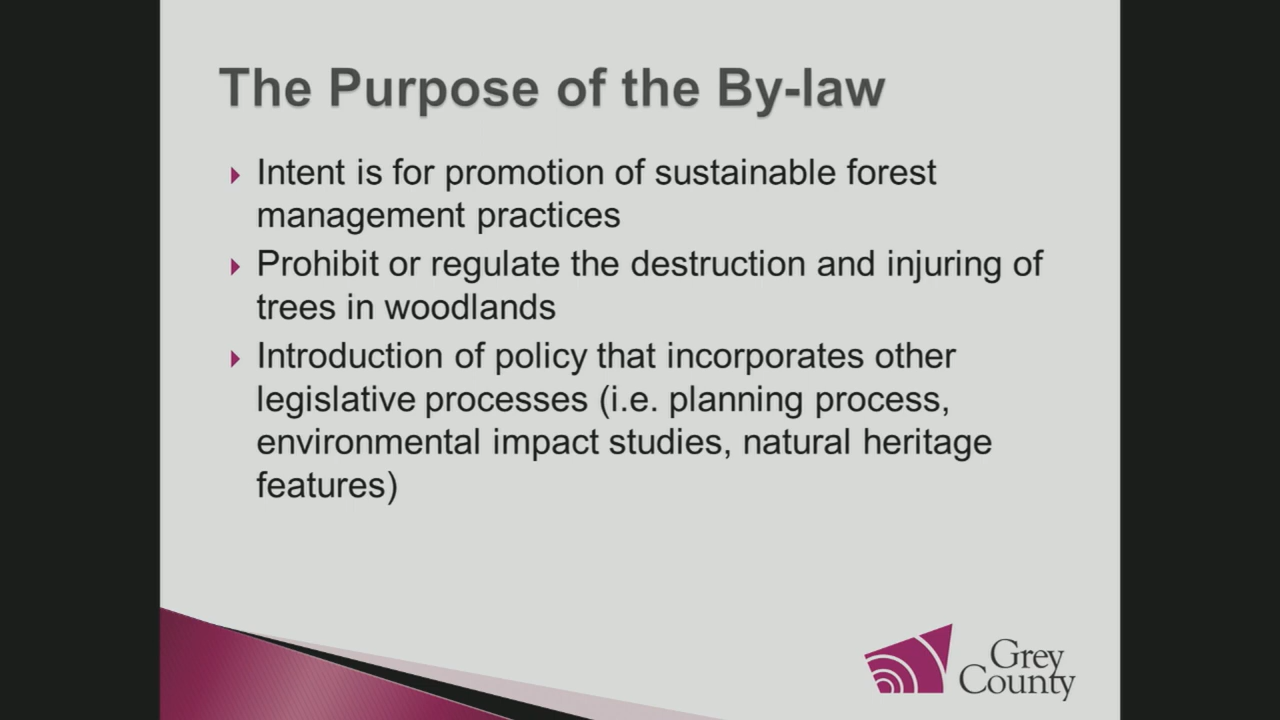 The Purpose of the By-law
Intent is for promotion of sustainable forest
management practices
Prohibit or regulate the destruction and injuring of
trees in woodlands
Introduction of policy that incorporates other
legislative processes (i.e. planning process,
environmental impact studies, natural heritage
features)
Grey
County